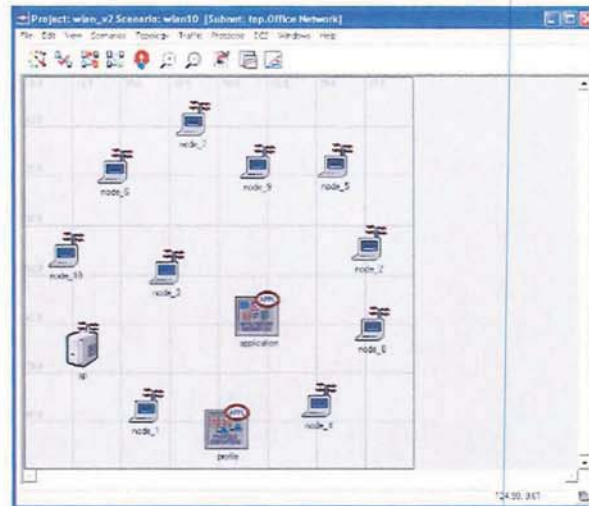 Project: wlan_v2 Scenario: wlan10 [Subnet: top.Office Network]
File Edit View Scenarios Topology Traffic Protocols DES Windows Help
node_7
node_6
node_9
node_5
node_10
node_3
node_2
application
ap
node_1
profile
node_4